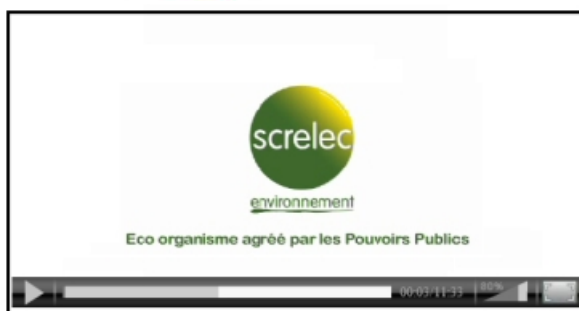 screlec
environnement
Eco organisme agréé par les Pouvoirs Publics
00:03/11:33
80%